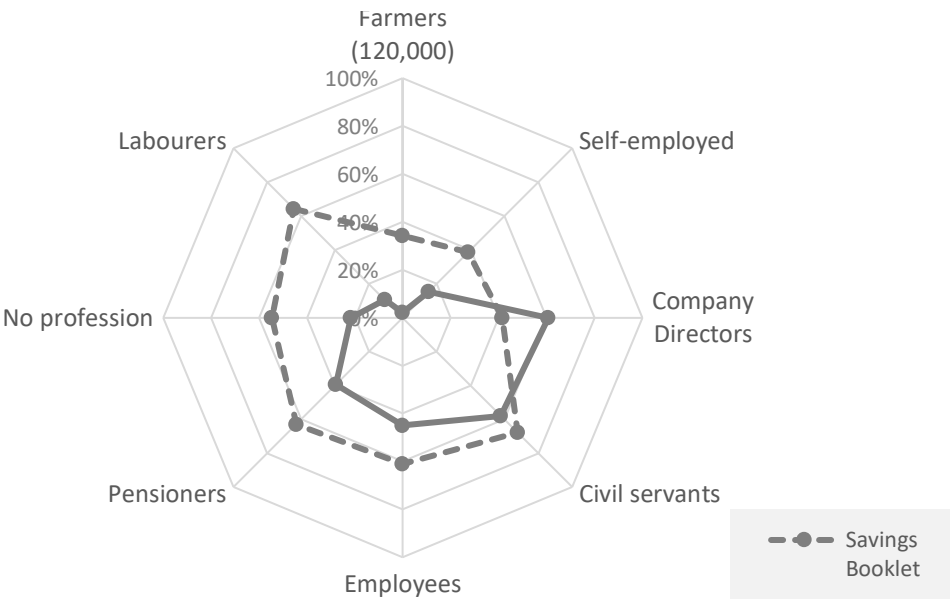 Farmers
(120,000)
100%
Labourers
80%
Self-employed
60%
40%
20%
Company
Directors
No profession
0%
Pensioners
Civil servants
Employees
Savings
Booklet